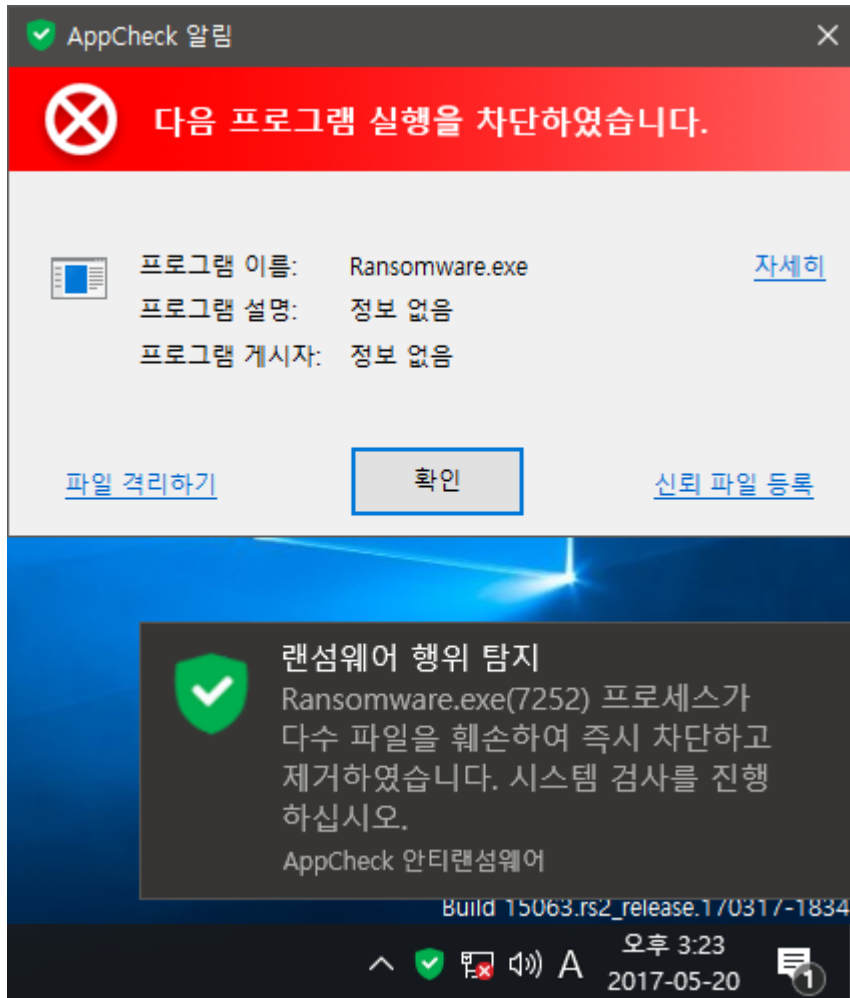 AppCheck 알림
다음 프로그램 실행을 차단하였습니다.
프로그램 이름: Ransomware.exe 자세히
프로그램 설명: 정보 없음
프로그램 게시자: 정보 없음
파일 격리하기 확인 신뢰 파일 등록
랜섬웨어 행위 탐지
Ransomware.exe(7252) 프로세스가
다수 파일을 훼손하여 즉시 차단하고
제거하였습니다. 시스템 검사를 진행
하십시오.
AppCheck 안티랜섬웨어
Build 15063.rs2_release.170317-1834
A 오후 3:23
2017-05-20 1